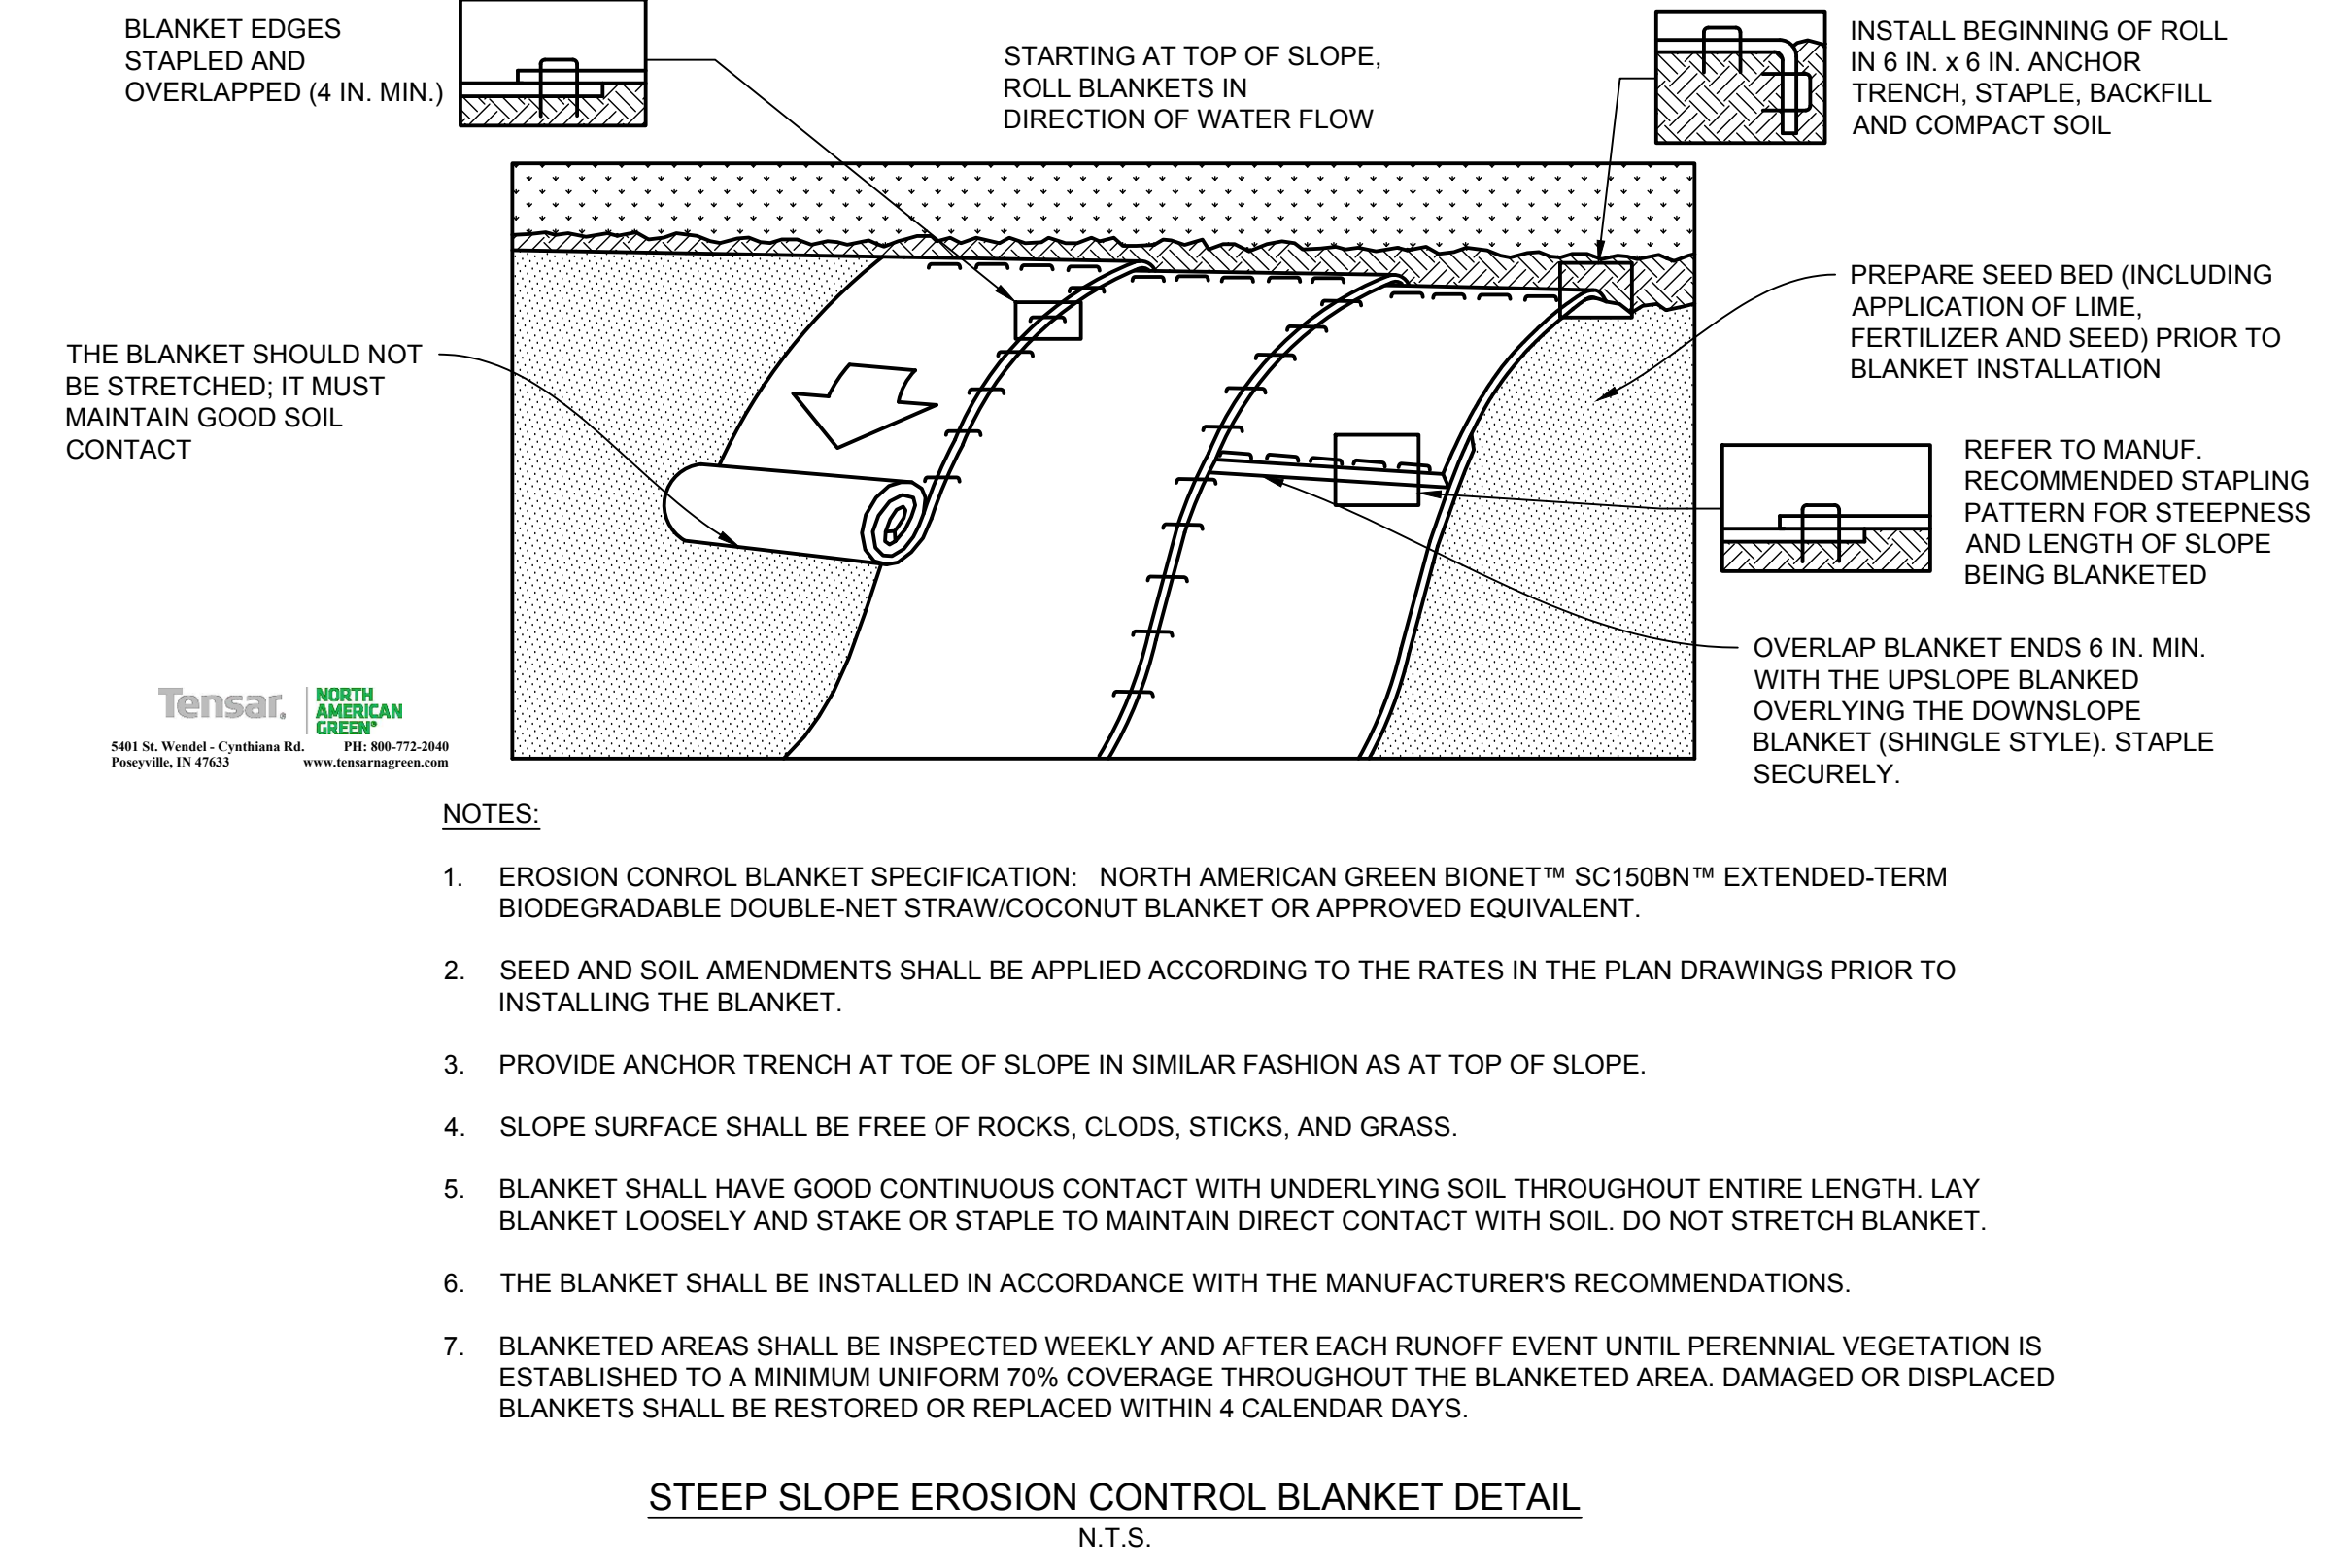 BLANKET EDGES
STAPLED AND
OVERLAPPED (4 IN. MIN.)
STARTING AT TOP OF SLOPE,
ROLL BLANKETS IN
DIRECTION OF WATER FLOW
INSTALL BEGINNING OF ROLL
IN 6 IN. x 6 IN. ANCHOR
TRENCH, STAPLE, BACKFILL
AND COMPACT SOIL
PREPARE SEED BED (INCLUDING
APPLICATION OF LIME,
FERTILIZER AND SEED) PRIOR TO
BLANKET INSTALLATION
THE BLANKET SHOULD NOT
BE STRETCHED; IT MUST
MAINTAIN GOOD SOIL
CONTACT
REFER TO MANUF.
RECOMMENDED STAPLING
PATTERN FOR STEEPNESS
AND LENGTH OF SLOPE
BEING BLANKETED
OVERLAP BLANKET ENDS 6 IN. MIN.
WITH THE UPSLOPE BLANKED
OVERLYING THE DOWNSLOPE
BLANKET (SHINGLE STYLE). STAPLE
SECURELY.
Tensar®
NORTH
AMERICAN
GREEN®
5401 St. Wendel - Cynthiana Rd. PH: 800-772-2040
Poseyville, IN 47633 www.tensarnagreen.com
NOTES:
1. EROSION CONROL BLANKET SPECIFICATION: NORTH AMERICAN GREEN BIONET™ SC150BN™ EXTENDED-TERM
BIODEGRADABLE DOUBLE-NET STRAW/COCONUT BLANKET OR APPROVED EQUIVALENT.
2. SEED AND SOIL AMENDMENTS SHALL BE APPLIED ACCORDING TO THE RATES IN THE PLAN DRAWINGS PRIOR TO
INSTALLING THE BLANKET.
3. PROVIDE ANCHOR TRENCH AT TOE OF SLOPE IN SIMILAR FASHION AS AT TOP OF SLOPE.
4. SLOPE SURFACE SHALL BE FREE OF ROCKS, CLODS, STICKS, AND GRASS.
5. BLANKET SHALL HAVE GOOD CONTINUOUS CONTACT WITH UNDERLYING SOIL THROUGHOUT ENTIRE LENGTH. LAY
BLANKET LOOSELY AND STAKE OR STAPLE TO MAINTAIN DIRECT CONTACT WITH SOIL. DO NOT STRETCH BLANKET.
6. THE BLANKET SHALL BE INSTALLED IN ACCORDANCE WITH THE MANUFACTURER'S RECOMMENDATIONS.
7. BLANKETED AREAS SHALL BE INSPECTED WEEKLY AND AFTER EACH RUNOFF EVENT UNTIL PERENNIAL VEGETATION IS
ESTABLISHED TO A MINIMUM UNIFORM 70% COVERAGE THROUGHOUT THE BLANKETED AREA. DAMAGED OR DISPLACED
BLANKETS SHALL BE RESTORED OR REPLACED WITHIN 4 CALENDAR DAYS.
STEEP SLOPE EROSION CONTROL BLANKET DETAIL
N.T.S.